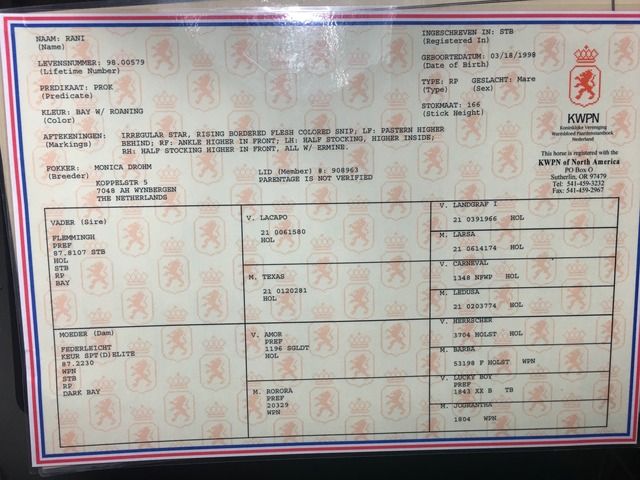 NAAM: RANI
(Name)
INGESCHREVEN IN: STB
(Registered In)
LEVENSNUMMER: 98.00579
(Lifetime Number)
GEBOORTEDATUM: 03/18/1998
(Date of Birth)
PREDIKAAT: PROK
(Predicate)
TYPE: RP GESLACHT: Mare
(Type) (Sex)
KLEUR: BAY W/ ROANING
(Color)
STOKMAAT: 166
(Stick Height)
AFTEKENINGEN: IRREGULAR STAR, RISING BORDERED FLESH COLORED SNIP; LF: PASTERN HIGHER
(Markings) BEHIND; RF: ANKLE HIGHER IN FRONT; LH: HALF STOCKING, HIGHER INSIDE;
RH: HALF STOCKING HIGHER IN FRONT, ALL W/ ERMINE.
FOKKER: MONICA DROHM
(Breeder)
KOPPELSTR 5
7048 AH WYNBERGEN
THE NETHERLANDS
LID (Member) #: 908963
PARENTAGE IS NOT VERIFIED
KWPN
Koninklijke Vereniging
Warmbloed Paardenstamboek
Nederland
This horse is registered with the
KWPN of North America
PO Box O
Sutherlin, OR 97479
Tel: 541-459-3232
Fax: 541-459-2967
VADER (Sire)
FLEMMINGH
PREF
87.8107 STB
HOL
STB
RP
BAY
V. LACAPO
21 0061580
HOL
V. LANDGRAF I
21 0391966 HOL
M. LARSA
21 0614174 HOL
M. TEXAS
21 0120281
HOL
V. CARNEVAL
1348 NFWP HOL
M. LEDUSA
21 0203774 HOL
MOEDER (Dam)
FEDERLEICHT
KEUR SPT(D)ELITE
87.2230
WPN
STB
RP
DARK BAY
V. AMOR
PREF
1196 SGLDT
HOL
V. HERRSCHER
3704 HOLST HOL
M. BARBA
53198 F HOLST WPN
M. RORORA
PREF
20329
WPN
V. LUCKY BOY
PREF
1843 XX B TB
M. JOGRANTHA
1804 WPN